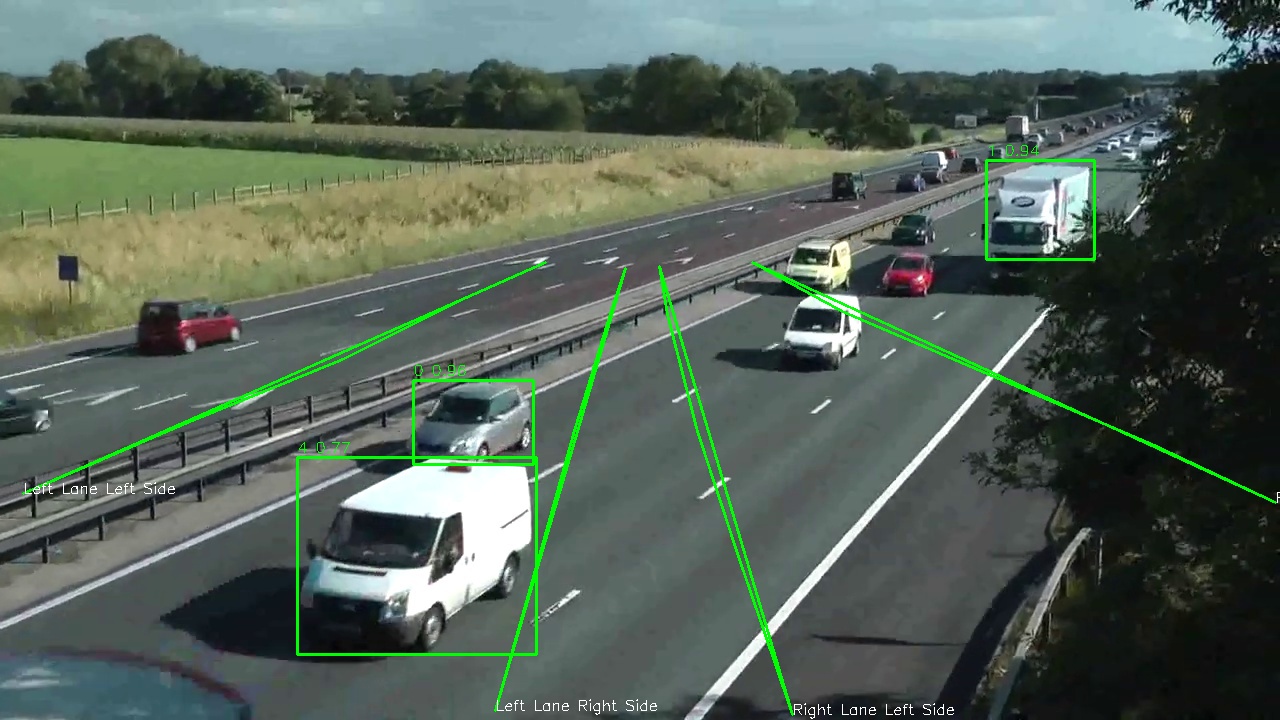 1 0.94
0 0.98
4 0.77
Left Lane Left Side
Left Lane Right Side
Right Lane Left Side